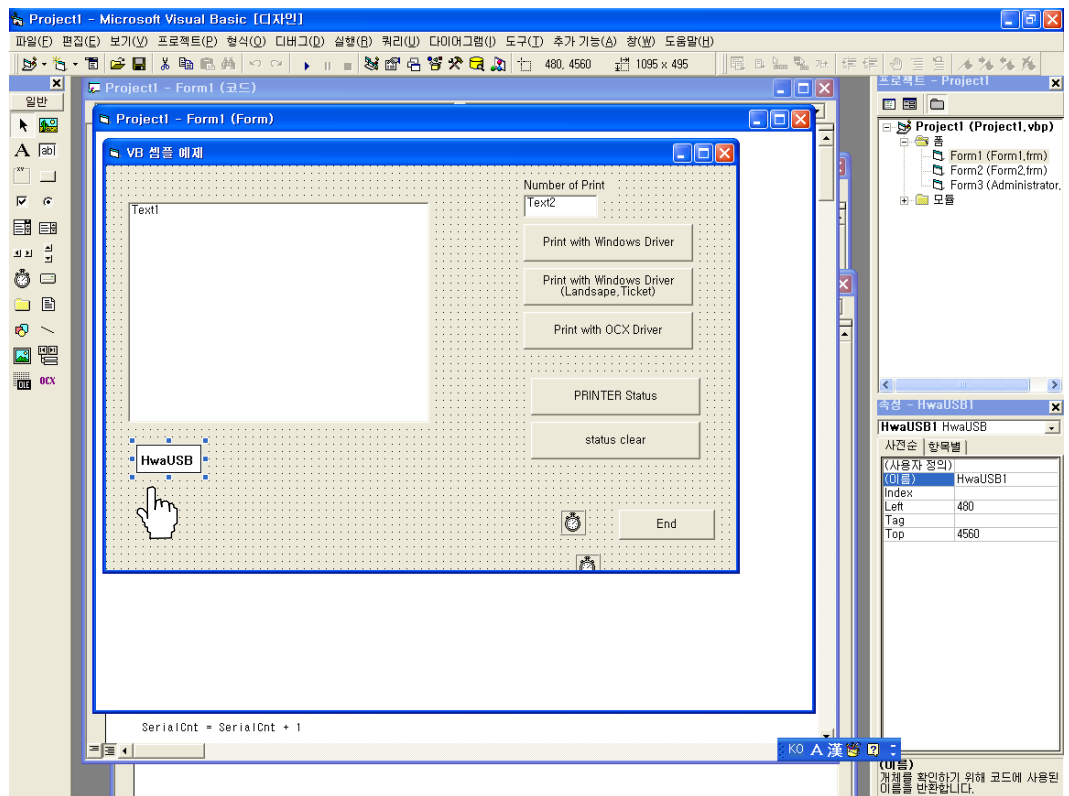 Project1 - Microsoft Visual Basic [디자인]
파일(F) 편집(E) 보기(V) 프로젝트(P) 형식(O) 디버그(D) 실행(R) 쿼리(U) 다이어그램(I) 도구(T) 추가 기능(A) 창(W) 도움말(H)
480, 4560 1095 x 495
일반
A ab|
xv
OLE OCX
Project1 - Form1 (코드)
Project1 - Form1 (Form)
VB 셈플 예제
Text1
Number of Print
Text2
Print with Windows Driver
Print with Windows Driver
(Landsape,Ticket)
Print with OCX Driver
PRINTER Status
status clear
HwaUSB
End
SerialCnt = SerialCnt + 1
프로젝트 - Project1
Project1 (Project1.vbp)
폼
Form1 (Form1.frm)
Form2 (Form2.frm)
Form3 (Administrator.
모듈
속성 - HwaUSB1
HwaUSB1 HwaUSB
사전순 항목별
(사용자 정의)
(이름) HwaUSB1
Index
Left 480
Tag
Top 4560
KO A 漢
(이름)
개체를 확인하기 위해 코드에 사용된
이름을 반환합니다.